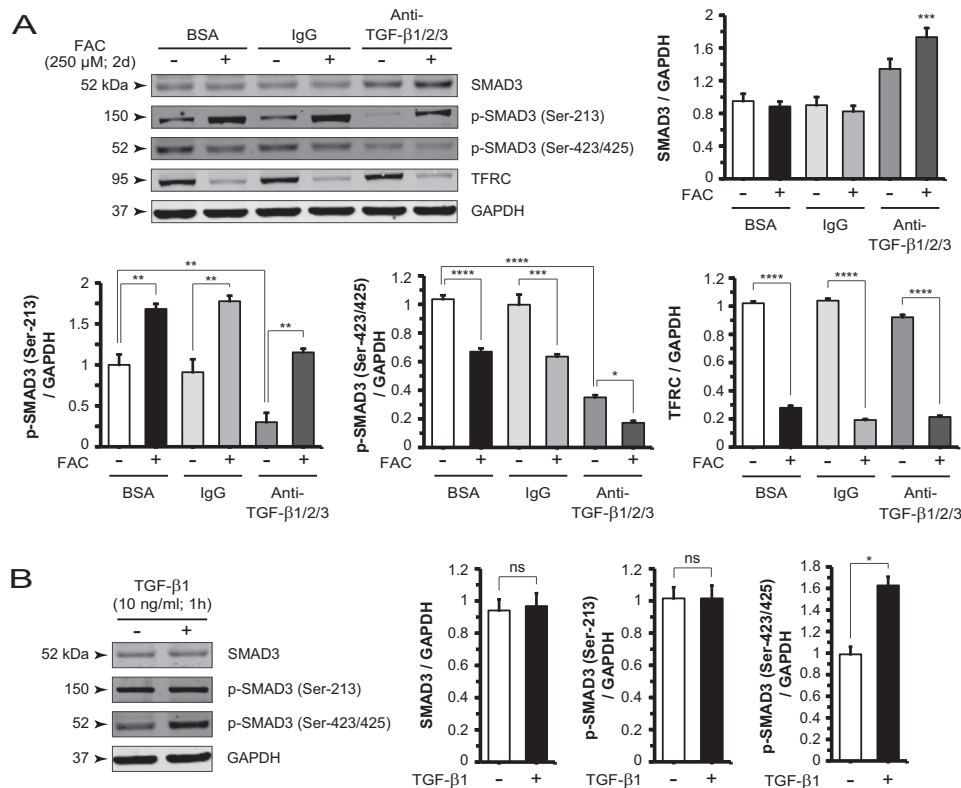 A
FAC
(250 µM; 2d)
BSA
IgG
Anti-
TGF-β1/2/3
– + – + – +
52 kDa
SMAD3
150
p-SMAD3 (Ser-213)
52
p-SMAD3 (Ser-423/425)
95
TFRC
37
GAPDH
SMAD3 / GAPDH
2
1.6
1.2
0.8
0.4
0
***
FAC – + – + – +
BSA
IgG
Anti-
TGF-β1/2/3
p-SMAD3 (Ser-213)
/ GAPDH
2
1.5
1
0.5
0
**
**
**
**
FAC – + – + – +
BSA
IgG
Anti-
TGF-β1/2/3
p-SMAD3 (Ser-423/425)
/ GAPDH
1.2
1
0.8
0.6
0.4
0.2
0
****
****
***
*
FAC – + – + – +
BSA
IgG
Anti-
TGF-β1/2/3
TFRC / GAPDH
1.2
1
0.8
0.6
0.4
0.2
0
****
****
****
FAC – + – + – +
BSA
IgG
Anti-
TGF-β1/2/3
B
TGF-β1
(10 ng/ml; 1h)
– +
52 kDa
SMAD3
150
p-SMAD3 (Ser-213)
52
p-SMAD3 (Ser-423/425)
37
GAPDH
SMAD3 / GAPDH
1.2
1
0.8
0.6
0.4
0.2
0
ns
TGF-β1 – +
p-SMAD3 (Ser-213)
/ GAPDH
1.2
1
0.8
0.6
0.4
0.2
0
ns
TGF-β1 – +
p-SMAD3 (Ser-423/425)
/ GAPDH
1.8
1.6
1.4
1.2
1
0.8
0.6
0.4
0.2
0
*
TGF-β1 – +